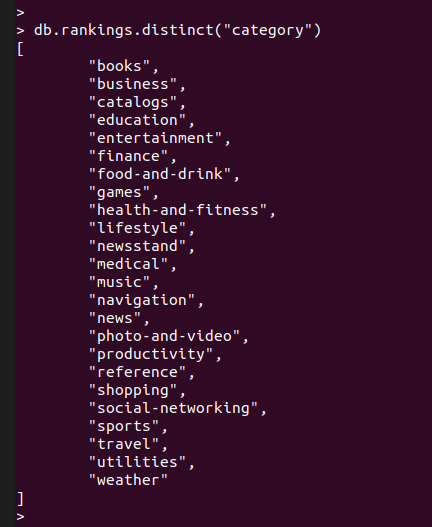 >
> db.rankings.distinct("category")
[
"books",
"business",
"catalogs",
"education",
"entertainment",
"finance",
"food-and-drink",
"games",
"health-and-fitness",
"lifestyle",
"newsstand",
"medical",
"music",
"navigation",
"news",
"photo-and-video",
"productivity",
"reference",
"shopping",
"social-networking",
"sports",
"travel",
"utilities",
"weather"
]
>